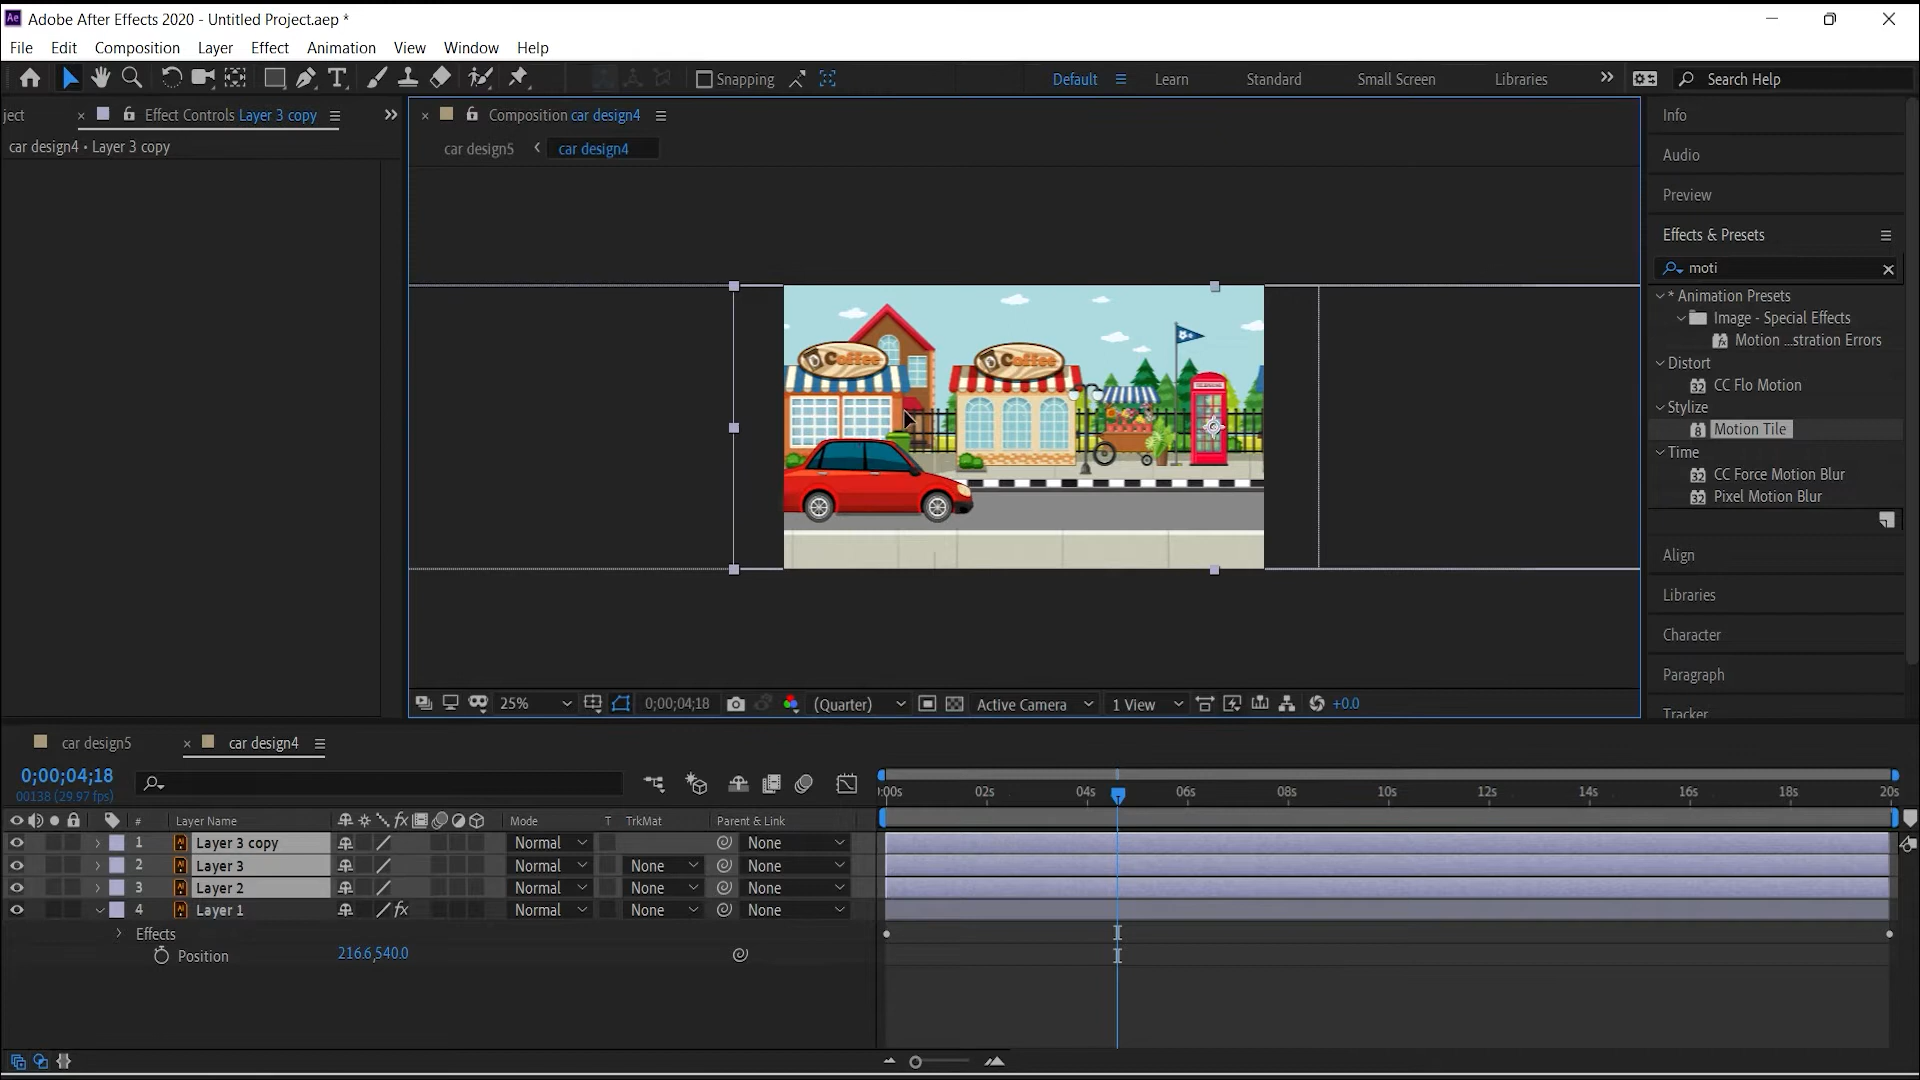 Ae Adobe After Effects 2020 - Untitled Project.aep *
File Edit Composition Layer Effect Animation View Window Help
Snapping Default Learn Standard Small Screen Libraries Search Help
ject Effect Controls Layer 3 copy
car design4 • Layer 3 copy
Composition car design4
car design5 car design4
Coffee
Coffee
TELEPHONE
25% 0;00;04;18 (Quarter) Active Camera 1 View +0.0
Info
Audio
Preview
Effects & Presets
moti
* Animation Presets
Image - Special Effects
Motion ...stration Errors
Distort
CC Flo Motion
Stylize
Motion Tile
Time
CC Force Motion Blur
Pixel Motion Blur
Align
Libraries
Character
Paragraph
Tracker
car design5 car design4
0;00;04;18
00138 (29.97 fps)
:00s 02s 04s 06s 08s 10s 12s 14s 16s 18s 20s
# Layer Name Mode T TrkMat Parent & Link
1 Layer 3 copy Normal None
2 Layer 3 Normal None None
3 Layer 2 Normal None None
4 Layer 1 fx Normal None None
Effects
Position 216.6,540.0